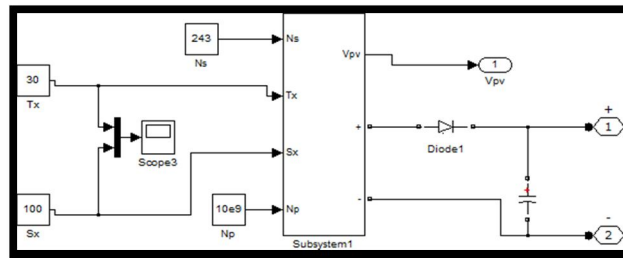 243
Ns
Ns
Vpv
1
Vpv
30
Tx
Tx
Scope3
+
Diode1
+
1
Sx
100
Sx
10e9
Np
Np
-
Subsystem1
+
-
2